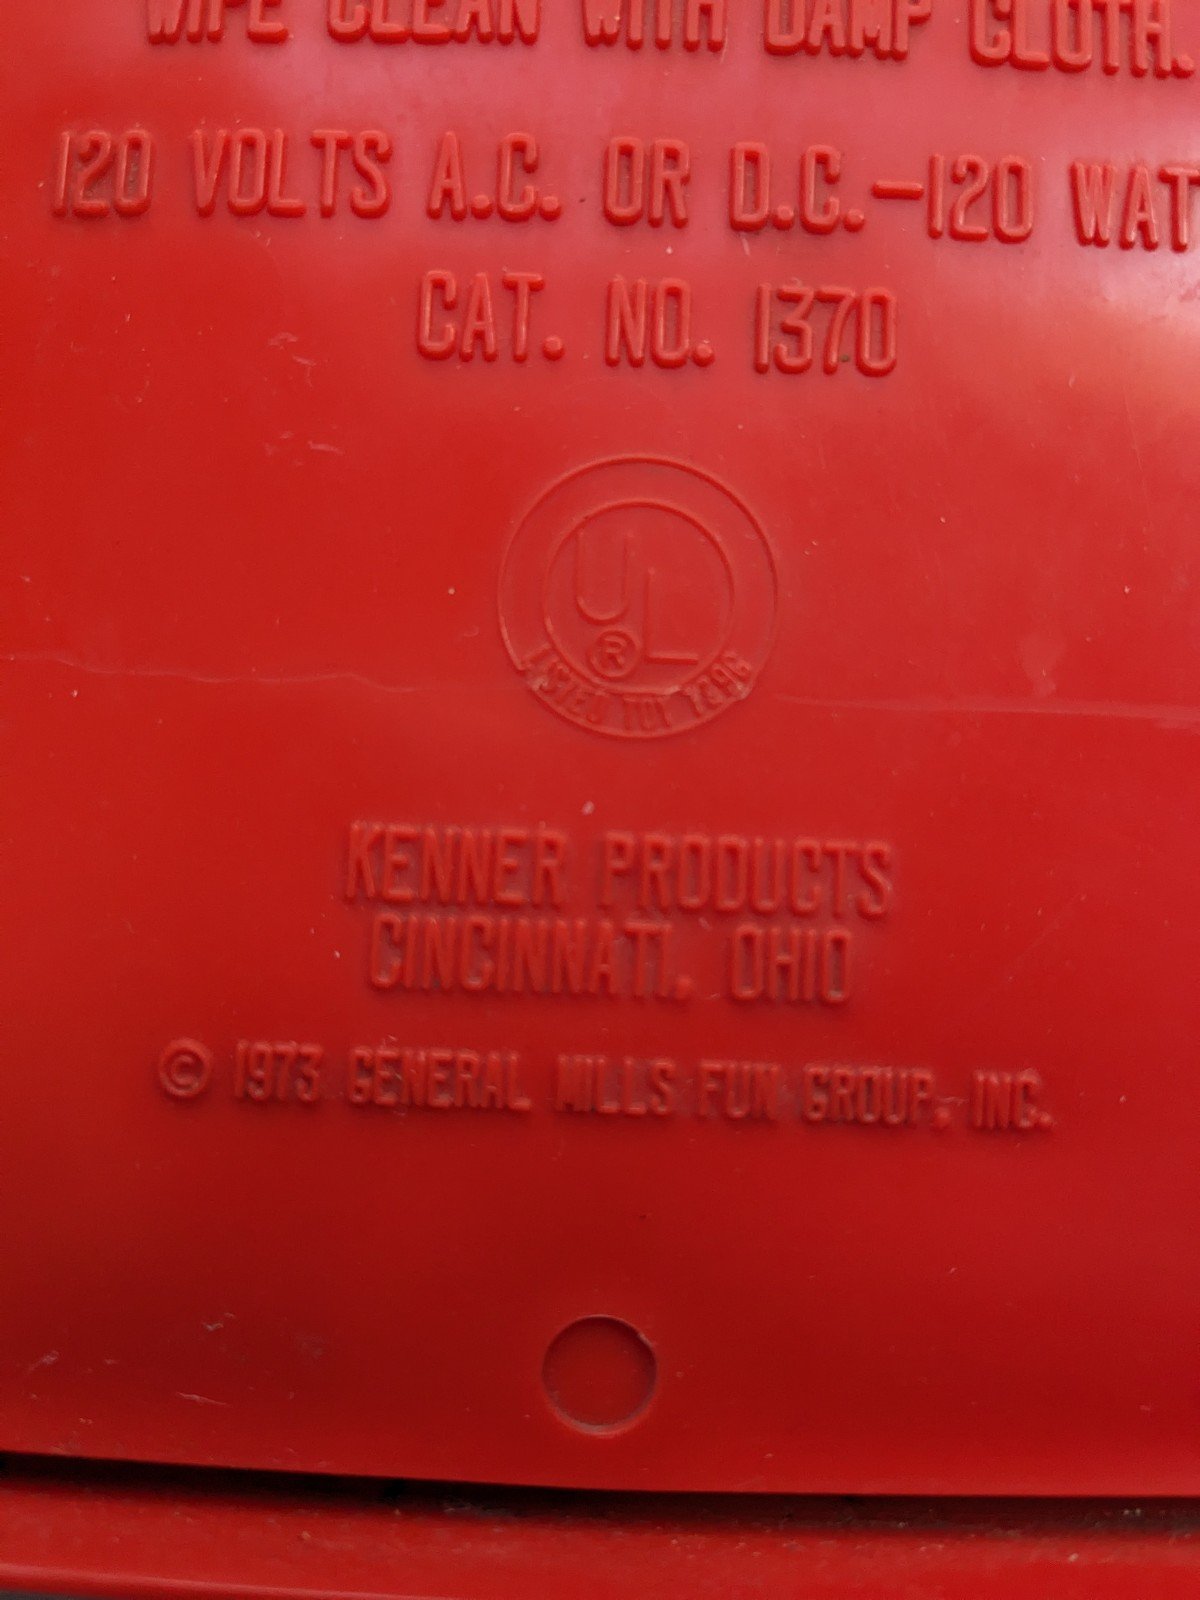 WIPE CLEAN WITH DAMP CLOTH.
120 VOLTS A.C. OR D.C.-120 WAT
CAT. NO. 1370
UL
®
LISTED TOY 739G
KENNER PRODUCTS
CINCINNATI, OHIO
© 1973 GENERAL MILLS FUN GROUP, INC.